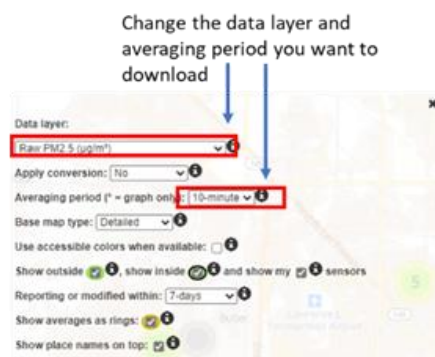 Change the data layer and
averaging period you want to
download
Data layer:
Raw PM2.5 (µg/m³)
Apply conversion: No
Averaging period (* = graph only): 10-minute
Base map type: Detailed
Use accessible colors when available:
Show outside , show inside and show my sensors
Reporting or modified within: 7-days
Show averages as rings:
Show place names on top:
5